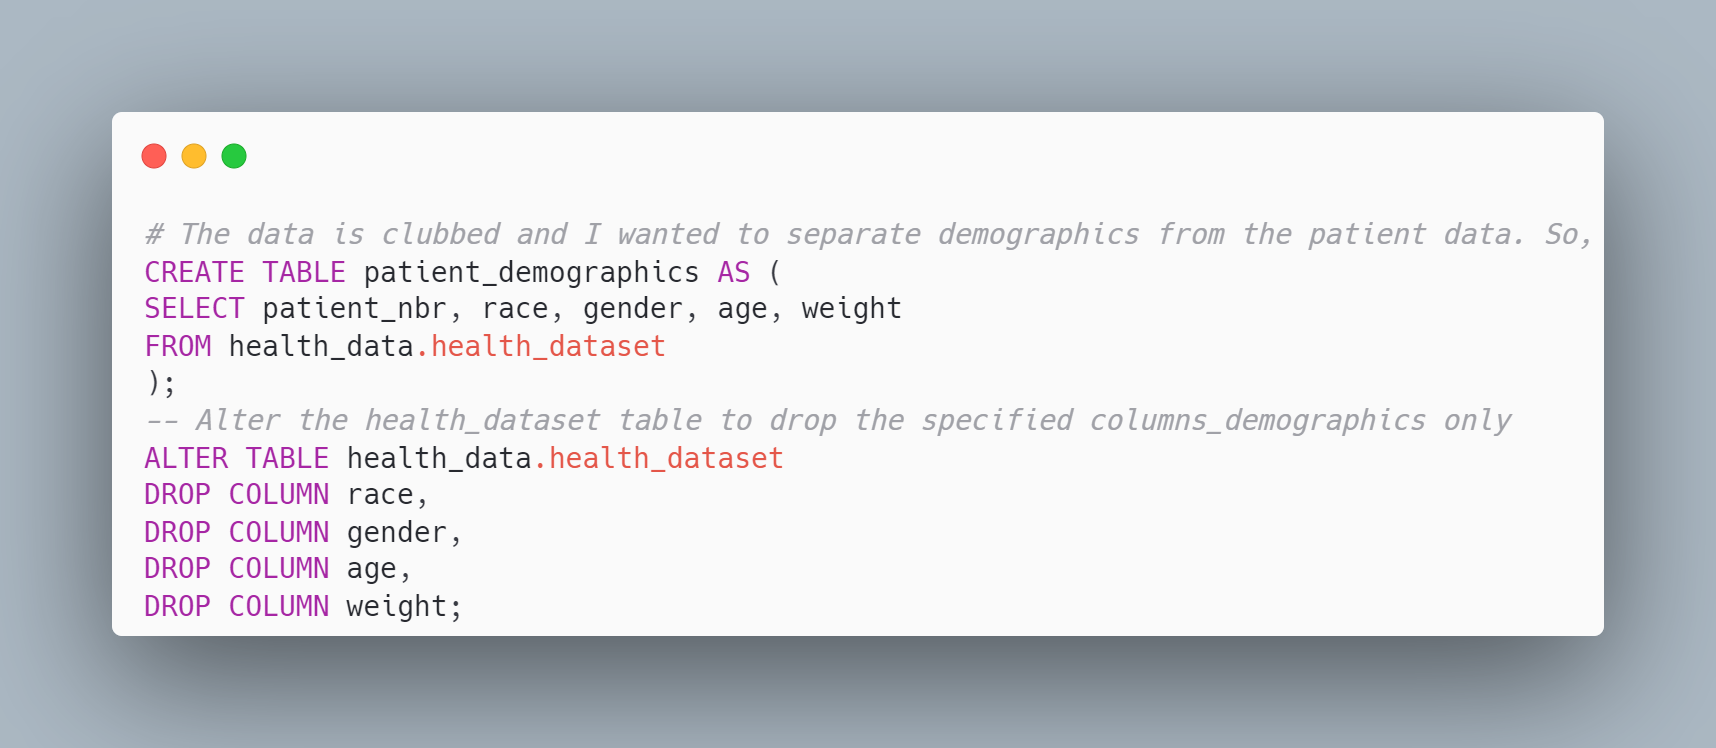 # The data is clubbed and I wanted to separate demographics from the patient data. So,
CREATE TABLE patient_demographics AS (
SELECT patient_nbr, race, gender, age, weight
FROM health_data.health_dataset
);
-- Alter the health_dataset table to drop the specified columns_demographics only
ALTER TABLE health_data.health_dataset
DROP COLUMN race,
DROP COLUMN gender,
DROP COLUMN age,
DROP COLUMN weight;